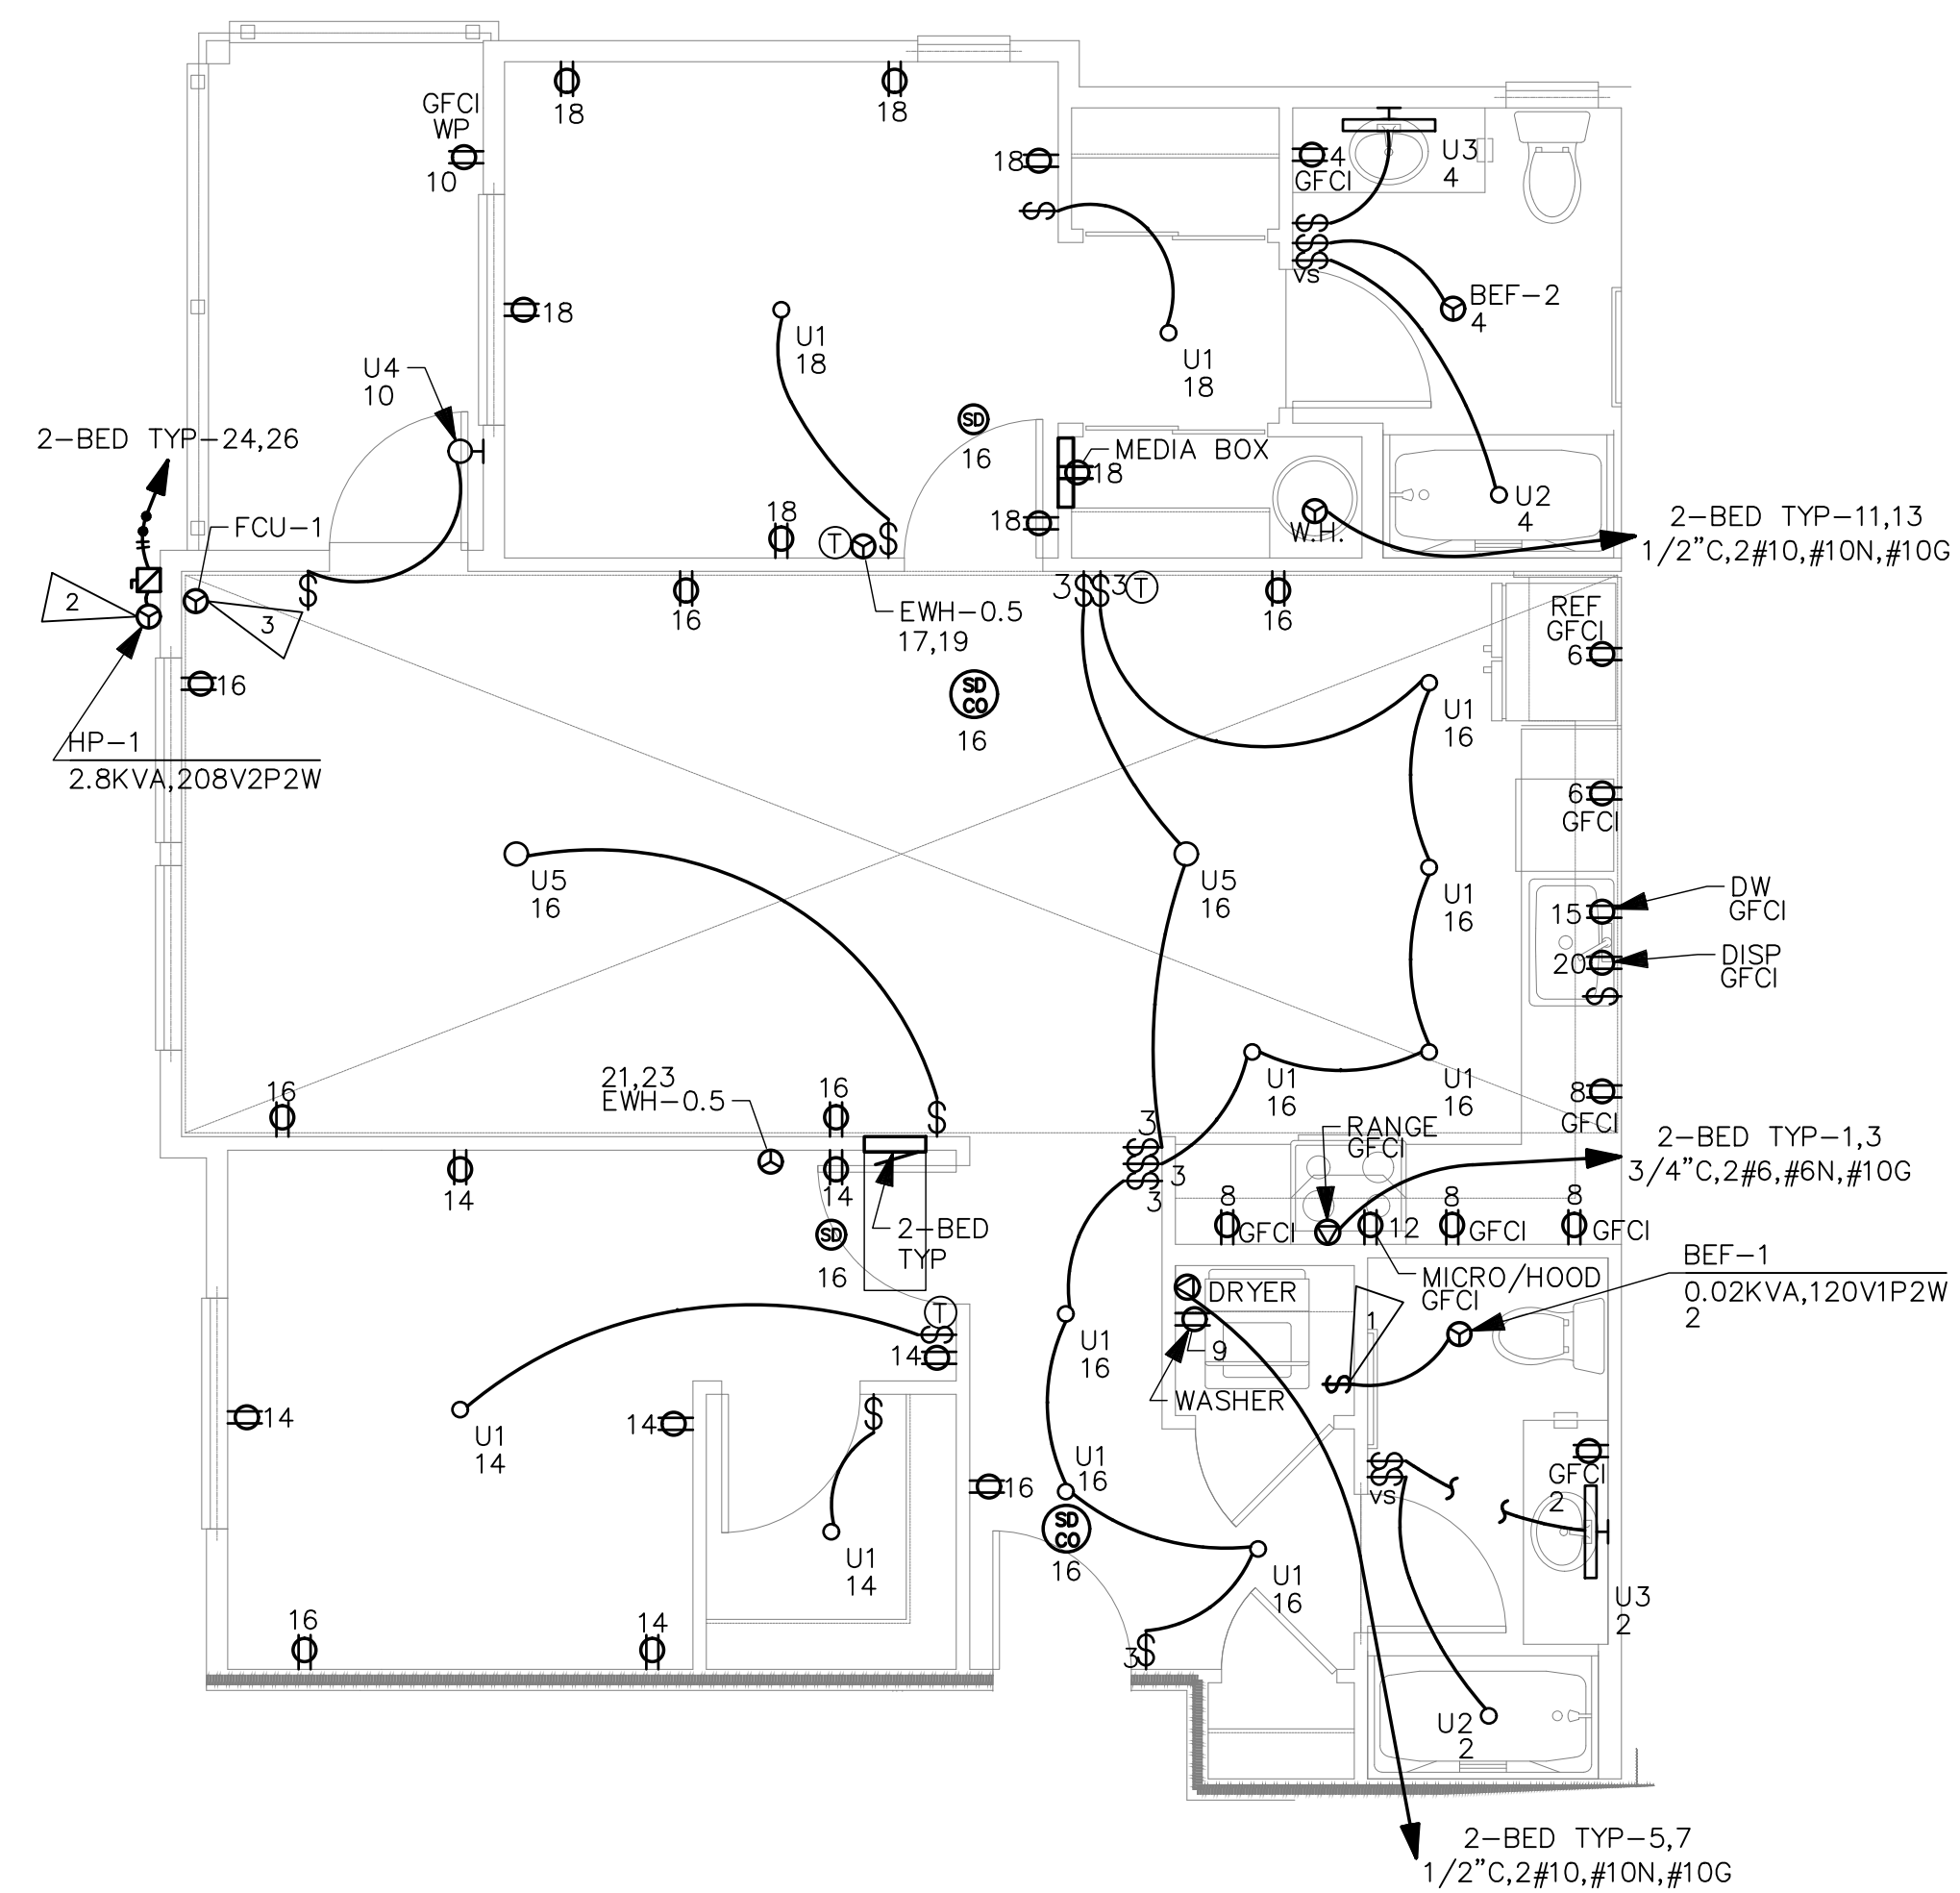 GFCI
WP
10
18
18
18
4
GFCI
U3
4
VS
BEF-2
4
18
U1
18
U1
18
U4
10
2-BED TYP-24,26
SD
16
MEDIA BOX
18
U2
4
FCU-1
18
T
18
W.H.
2-BED TYP-11,13
1/2"C,2#10,#10N,#10G
2
3
16
EWH-0.5
17,19
3
3
T
16
REF
GFCI
6
16
SD
CO
16
U1
16
HP-1
2.8KVA,208V2P2W
6
GFCI
U5
16
U5
16
U1
16
15
DW
GFCI
20
DISP
GFCI
16
21,23
EWH-0.5
16
U1
16
U1
16
8
GFCI
3
3
3
RANGE
GFCI
2-BED TYP-1,3
3/4"C,2#6,#6N,#10G
14
14
SD
16
2-BED
TYP
8
GFCI
12
8
GFCI
8
GFCI
BEF-1
0.02KVA,120V1P2W
2
MICRO/HOOD
GFCI
DRYER
1
9
WASHER
T
14
U1
16
14
U1
14
14
U1
16
16
VS
GFCI
2
SD
CO
16
U1
14
U1
16
U3
2
16
14
3
U2
2
2-BED TYP-5,7
1/2"C,2#10,#10N,#10G